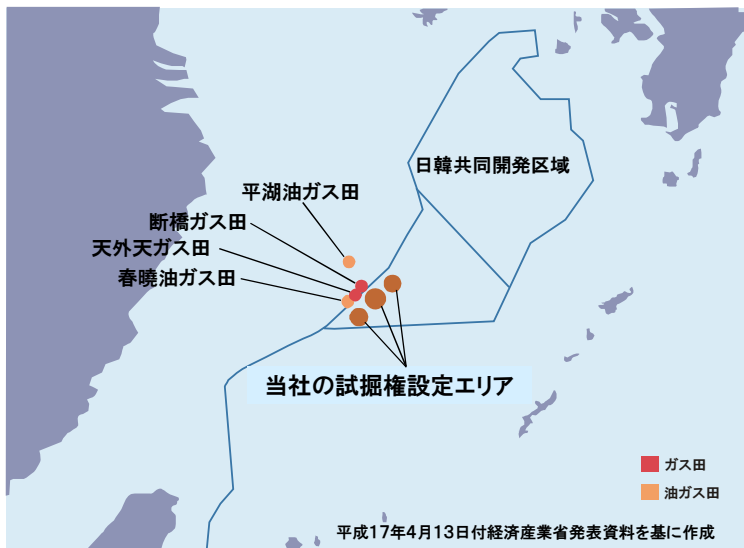 日韓共同開発区域
平湖油ガス田
断橋ガス田
天外天ガス田
春曉油ガス田
当社の試掘権設定エリア
ガス田
油ガス田
平成17年4月13日付経済産業省発表資料を基に作成